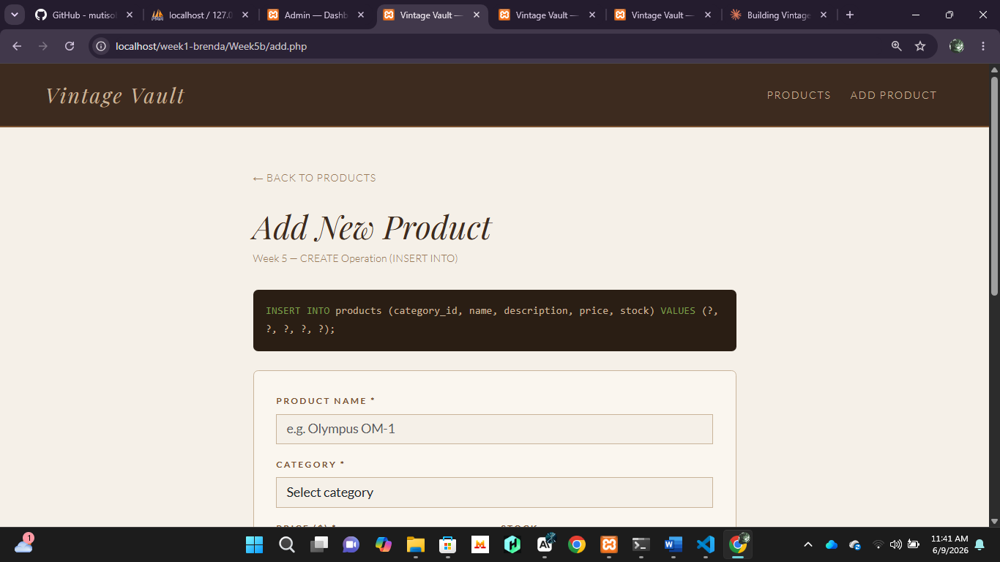 GitHub - mutisol
localhost / 127.0
Admin — Dashb
Vintage Vault —
Vintage Vault —
Vintage Vault —
Building Vintage
localhost/week1-brenda/Week5b/add.php
Vintage Vault
PRODUCTS
ADD PRODUCT
← BACK TO PRODUCTS
Add New Product
Week 5 — CREATE Operation (INSERT INTO)
INSERT INTO products (category_id, name, description, price, stock) VALUES (?,
?, ?, ?, ?);
PRODUCT NAME *
e.g. Olympus OM-1
CATEGORY *
Select category
PRICE ($) *
STOCK
1
11:41 AM
6/9/2026